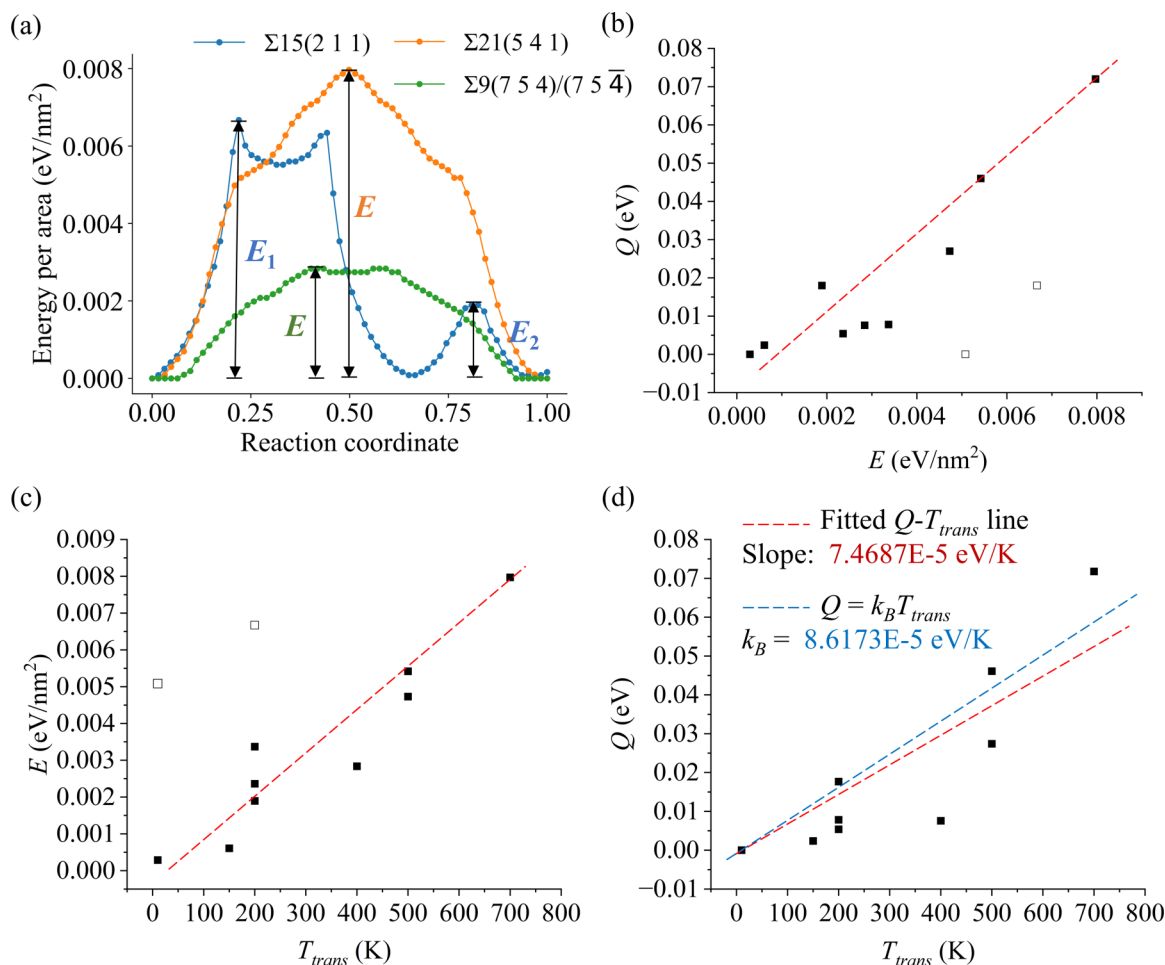 (a)
Σ15(2 1 1)
Σ21(5 4 1)
Σ9(7 5 4)/(7 5 4̅)
Energy per area (eV/nm²)
0.008
0.006
0.004
0.002
0.000
E₁
E
E
E₂
0.00 0.25 0.50 0.75 1.00
Reaction coordinate
(b)
Q (eV)
0.08
0.07
0.06
0.05
0.04
0.03
0.02
0.01
0.00
−0.01
0.000 0.002 0.004 0.006 0.008
E (eV/nm²)
(c)
E (eV/nm²)
0.009
0.008
0.007
0.006
0.005
0.004
0.003
0.002
0.001
0.000
0 100 200 300 400 500 600 700 800
T_trans (K)
(d)
Fitted Q-T_trans line
Slope: 7.4687E-5 eV/K
Q = k_BT_trans
k_B = 8.6173E-5 eV/K
Q (eV)
0.08
0.07
0.06
0.05
0.04
0.03
0.02
0.01
0.00
−0.01
0 100 200 300 400 500 600 700 800
T_trans (K)